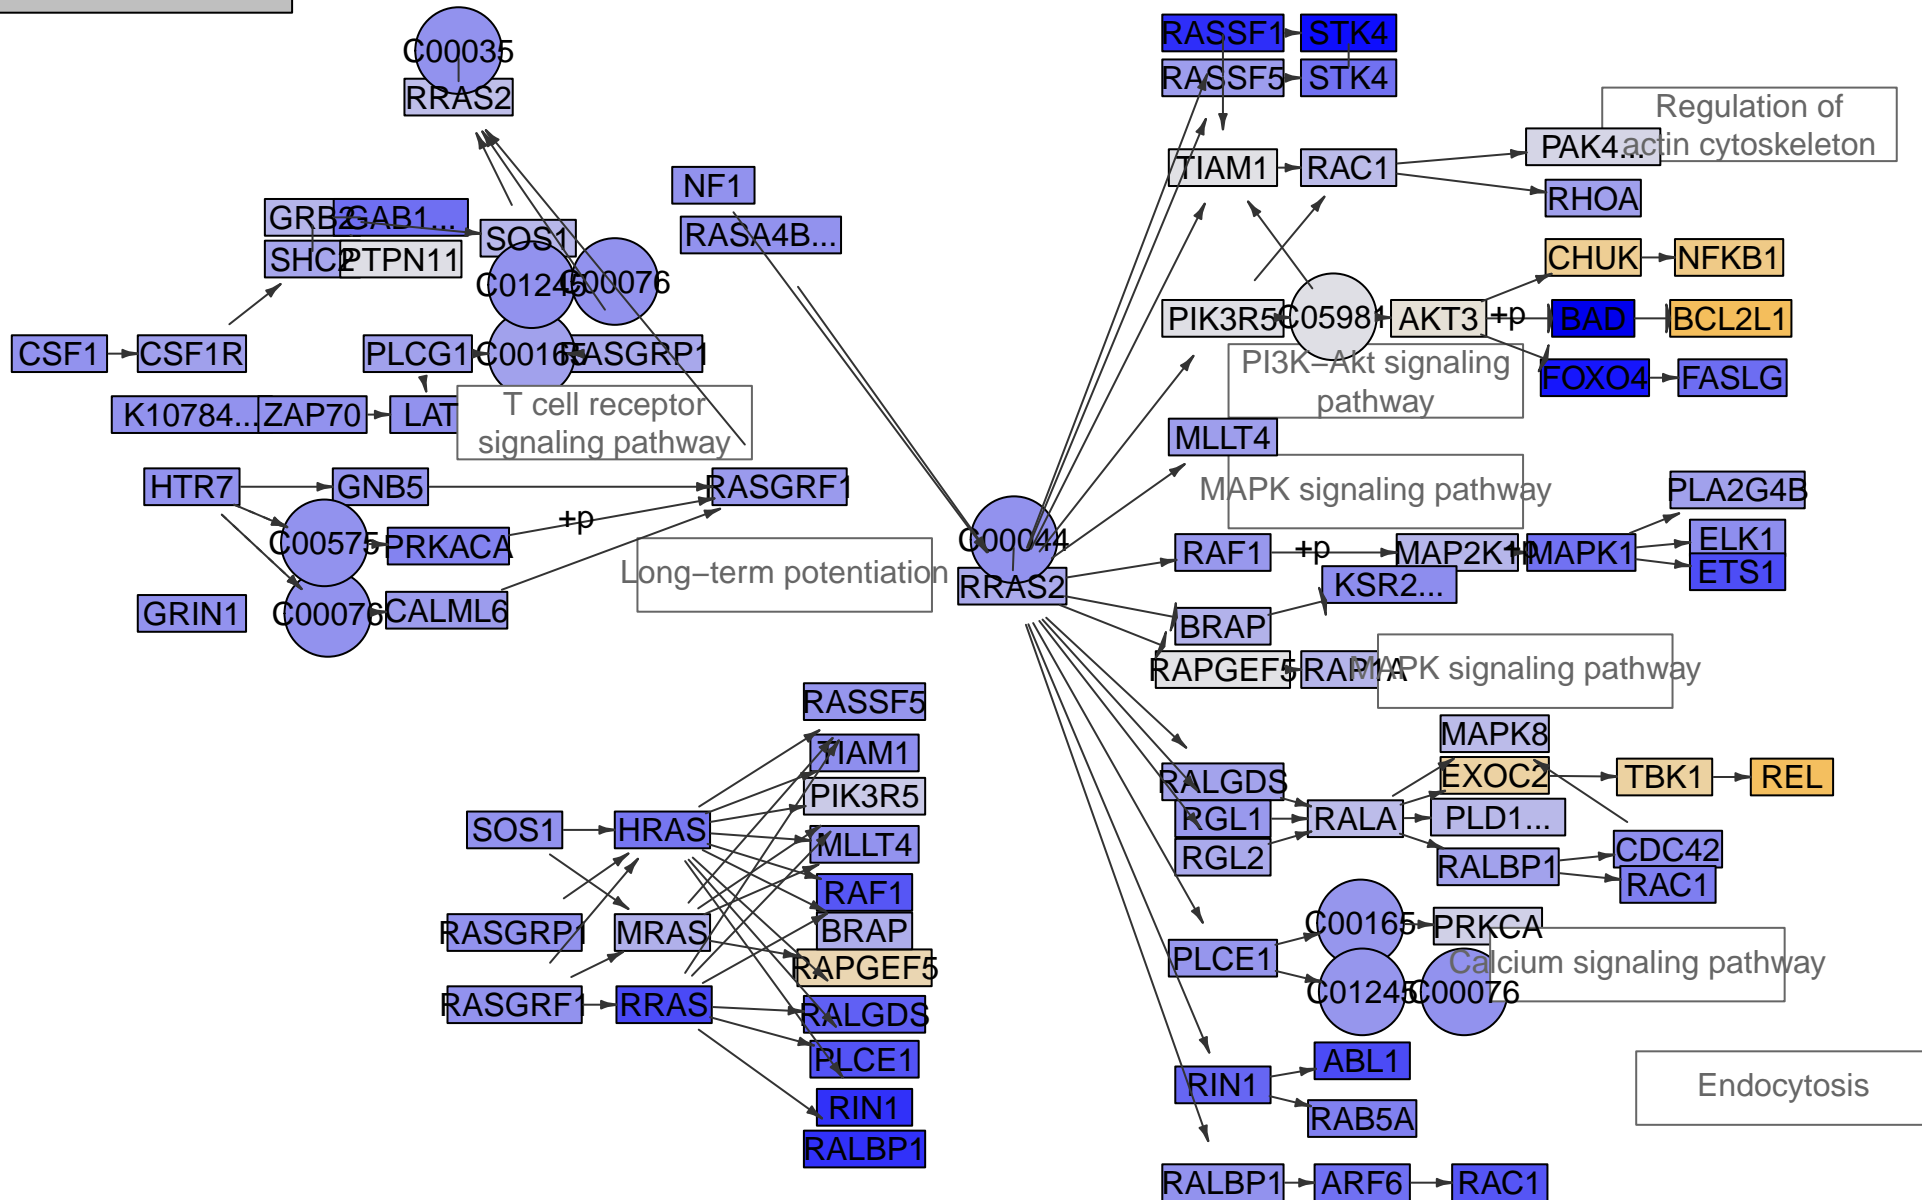 C00035
RRAS2
NF1
RASA4B...
GRB2
GAB1...
SHC2
PTPN11
SOS1
C01245
C00076
CSF1
CSF1R
PLCG1
C00165
RASGRP1
K10784...
ZAP70
LAT
T cell receptor
signaling pathway
HTR7
GNB5
RASGRF1
C00575
PRKACA
+p
C00076
CALML6
GRIN1
Long–term potentiation
C00044
RRAS2
RASSF1
STK4
RASSF5
STK4
Regulation of
actin cytoskeleton
PAK4...
TIAM1
RAC1
RHOA
CHUK
NFKB1
PIK3R5
C05981
AKT3
+p
BAD
BCL2L1
PI3K–Akt signaling
pathway
FOXO4
FASLG
MLLT4
MAPK signaling pathway
PLA2G4B
RAF1
+p
MAP2K1
+p
MAPK1
ELK1
ETS1
KSR2...
BRAP
RAPGEF5
RAP1A
MAPK signaling pathway
RASSF5
TIAM1
PIK3R5
SOS1
HRAS
MLLT4
RAF1
RASGRP1
MRAS
BRAP
RAPGEF5
RASGRF1
RRAS
RALGDS
PLCE1
RIN1
RALBP1
MAPK8
RALGDS
EXOC2
TBK1
REL
RGL1
RALA
PLD1...
RGL2
RALBP1
CDC42
RAC1
C00165
PRKCA
PLCE1
Calcium signaling pathway
C01245
C00076
ABL1
RIN1
RAB5A
Endocytosis
RALBP1
ARF6
RAC1